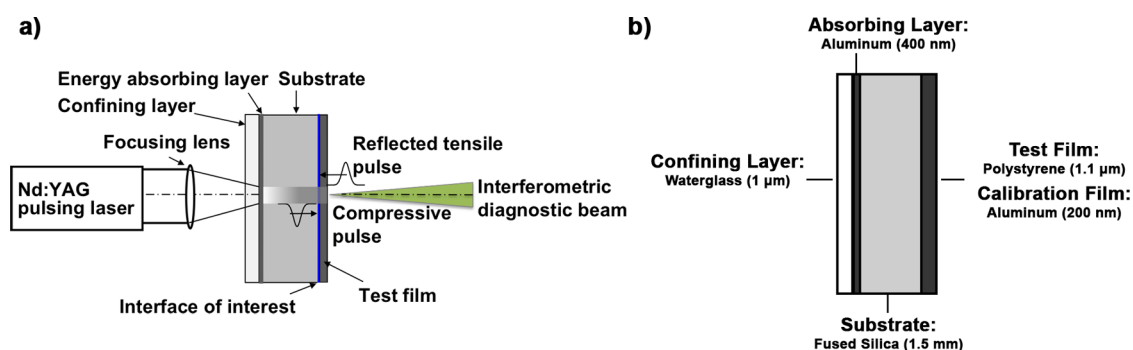 a)
Energy absorbing layer
Substrate
Confining layer
Focusing lens
Reflected tensile
pulse
Nd:YAG
pulsing laser
Interferometric
diagnostic beam
Compressive
pulse
Test film
Interface of interest
b)
Absorbing Layer:
Aluminum (400 nm)
Confining Layer:
Waterglass (1 µm)
Test Film:
Polystyrene (1.1 µm)
Calibration Film:
Aluminum (200 nm)
Substrate:
Fused Silica (1.5 mm)